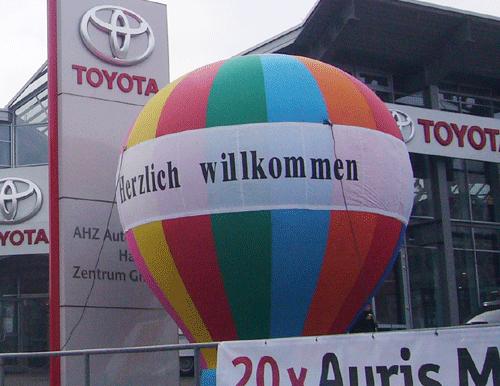 TOYOTA
TOYOTA
TOYOTA
Herzlich willkommen
AHZ Aut
Ha
Zentrum G
20 x Auris M